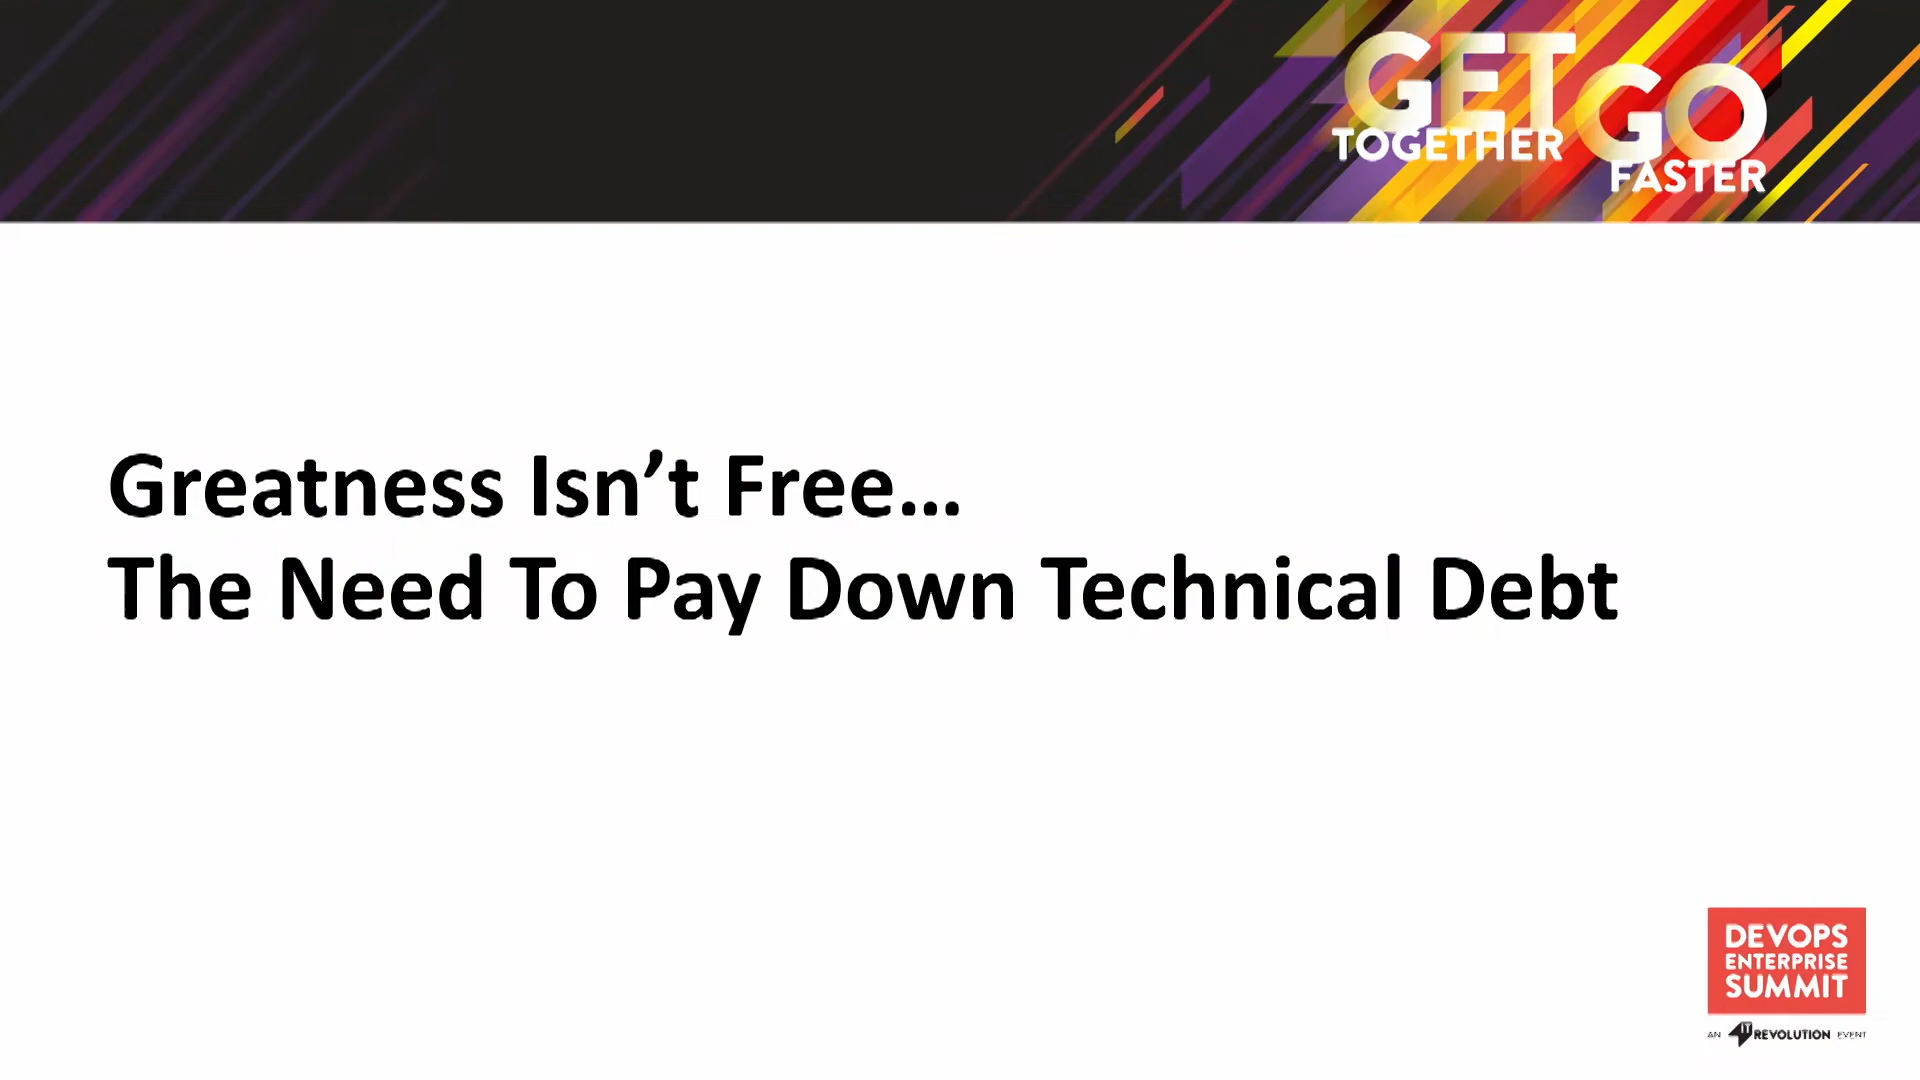 GET
TOGETHER
GO
FASTER
Greatness Isn’t Free…
The Need To Pay Down Technical Debt
DEVOPS
ENTERPRISE
SUMMIT
AN IT REVOLUTION EVENT